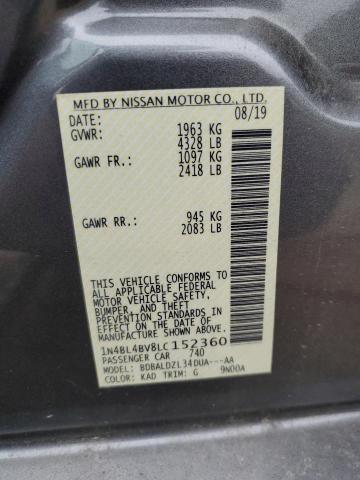 MFD BY NISSAN MOTOR CO., LTD.
DATE: 08/19
GVWR: 1963 KG
4328 LB
GAWR FR: 1097 KG
2418 LB
GAWR RR: 945 KG
2083 LB
THIS VEHICLE CONFORMS TO
ALL APPLICABLE FEDERAL
MOTOR VEHICLE SAFETY,
BUMPER, AND THEFT
PREVENTION STANDARDS IN
EFFECT ON THE DATE OF
MANUFACTURE SHOWN ABOVE.
1N4BL4BV8LC152360
PASSENGER CAR 740
MODEL: BDBALDZL34DUA---AA
COLOR: KAD TRIM: G 9N00A